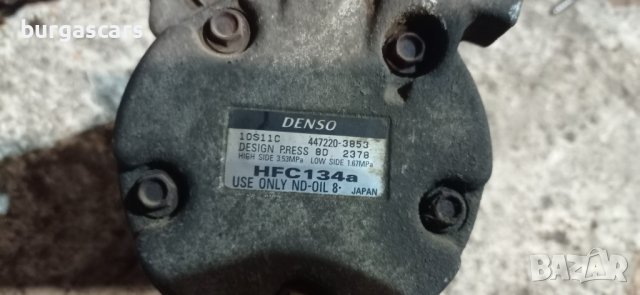 burgascars
DENSO
10S11C 447220-3853
DESIGN PRESS 8D 2378
HIGH SIDE 3.53MPa LOW SIDE 1.67MPa
HFC134a
USE ONLY ND-OIL 8- JAPAN
BAZAR